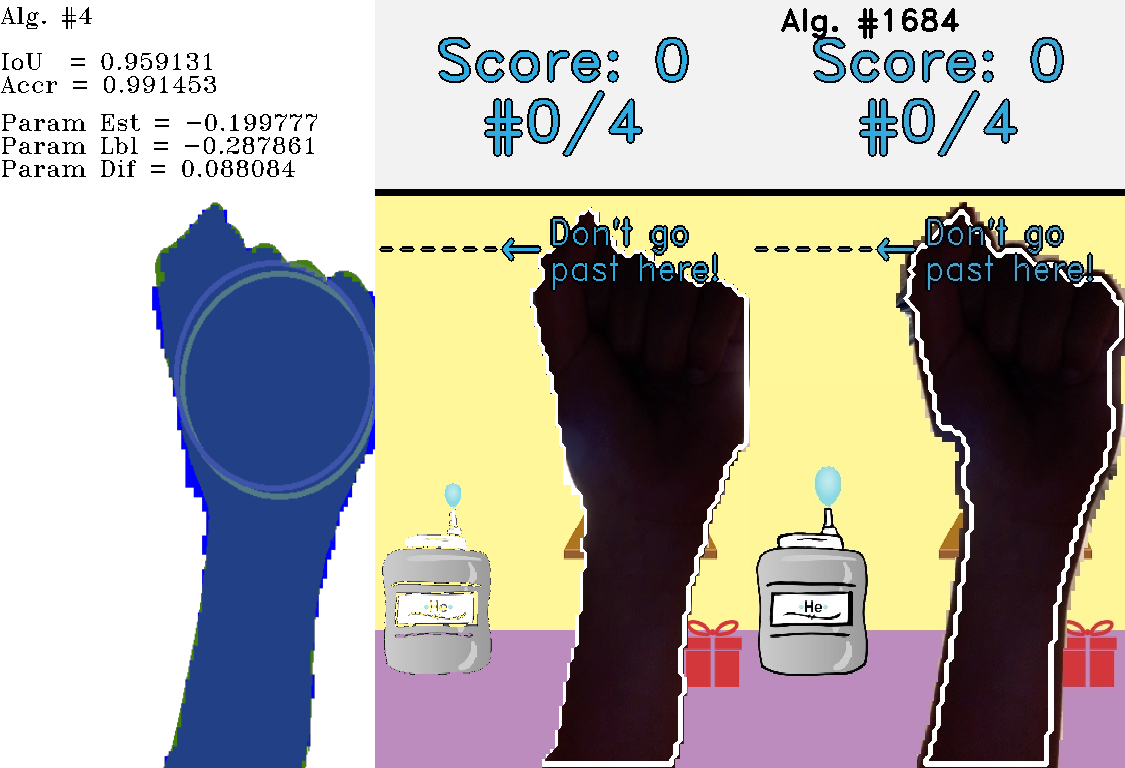 Alg. #4
IoU = 0.959131
Accr = 0.991453
Param Est = −0.199777
Param Lbl = −0.287861
Param Dif = 0.088084
Score: 0
#0/4
Don't go
past here!
He
Alg. #1684
Score: 0
#0/4
Don't go
past here!
He